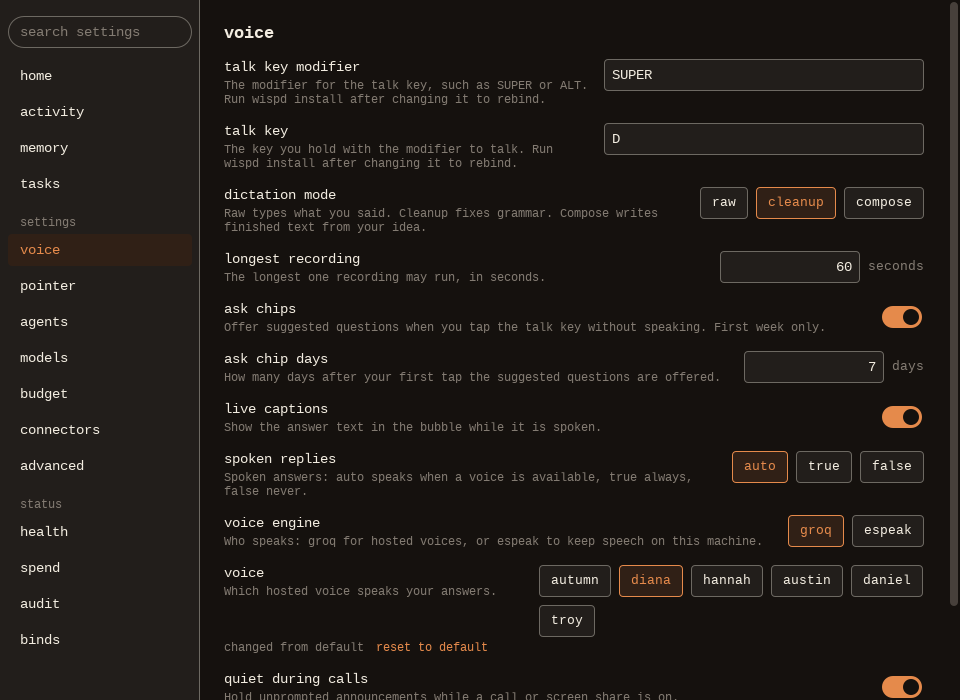 search settings
home
activity
memory
tasks
settings
voice
pointer
agents
models
budget
connectors
advanced
status
health
spend
audit
binds
voice
talk key modifier
The modifier for the talk key, such as SUPER or ALT.
Run wispd install after changing it to rebind.
SUPER
talk key
The key you hold with the modifier to talk. Run
wispd install after changing it to rebind.
D
dictation mode
Raw types what you said. Cleanup fixes grammar. Compose writes
finished text from your idea.
raw cleanup compose
longest recording
The longest one recording may run, in seconds.
60 seconds
ask chips
Offer suggested questions when you tap the talk key without speaking. First week only.
ask chip days
How many days after your first tap the suggested questions are offered.
7 days
live captions
Show the answer text in the bubble while it is spoken.
spoken replies
Spoken answers: auto speaks when a voice is available, true always,
false never.
auto true false
voice engine
Who speaks: groq for hosted voices, or espeak to keep speech on this machine.
groq espeak
voice
Which hosted voice speaks your answers.
autumn diana hannah austin daniel
troy
changed from default reset to default
quiet during calls
Hold unprompted announcements while a call or screen share is on.